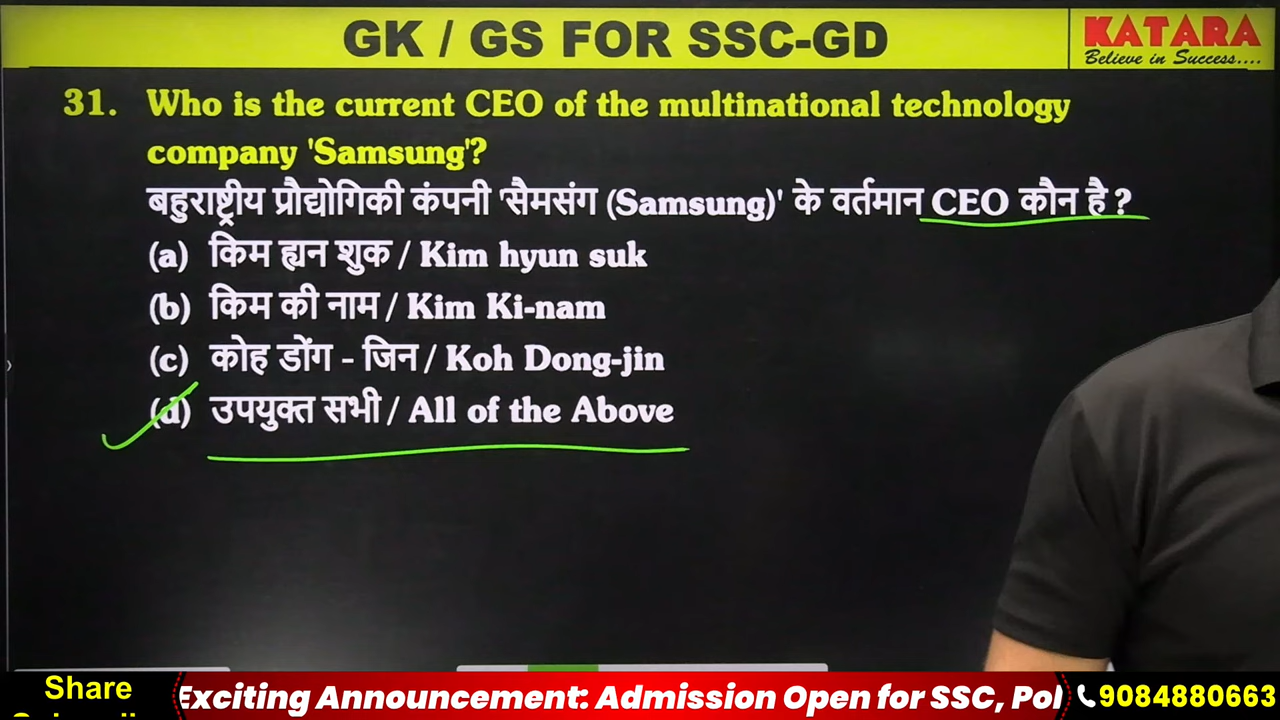 GK / GS FOR SSC-GD
KATARA
Believe in Success....
31. Who is the current CEO of the multinational technology
company 'Samsung'?
बहुराष्ट्रीय प्रौद्योगिकी कंपनी 'सैमसंग (Samsung)' के वर्तमान CEO कौन है ?
(a) किम ह्यन शुक / Kim hyun suk
(b) किम की नाम / Kim Ki-nam
(c) कोह डोंग - जिन / Koh Dong-jin
(d) उपयुक्त सभी / All of the Above
Share
Exciting Announcement: Admission Open for SSC, Pol
9084880663